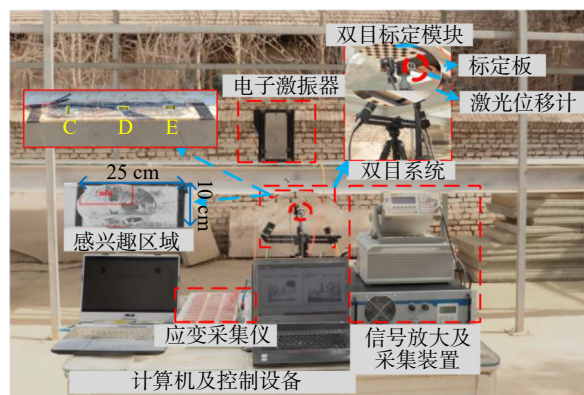 双目标定模块
标定板
激光位移计
电子激振器
C D E
双目系统
25 cm
10 cm
感兴趣区域
应变采集仪
信号放大及
采集装置
计算机及控制设备